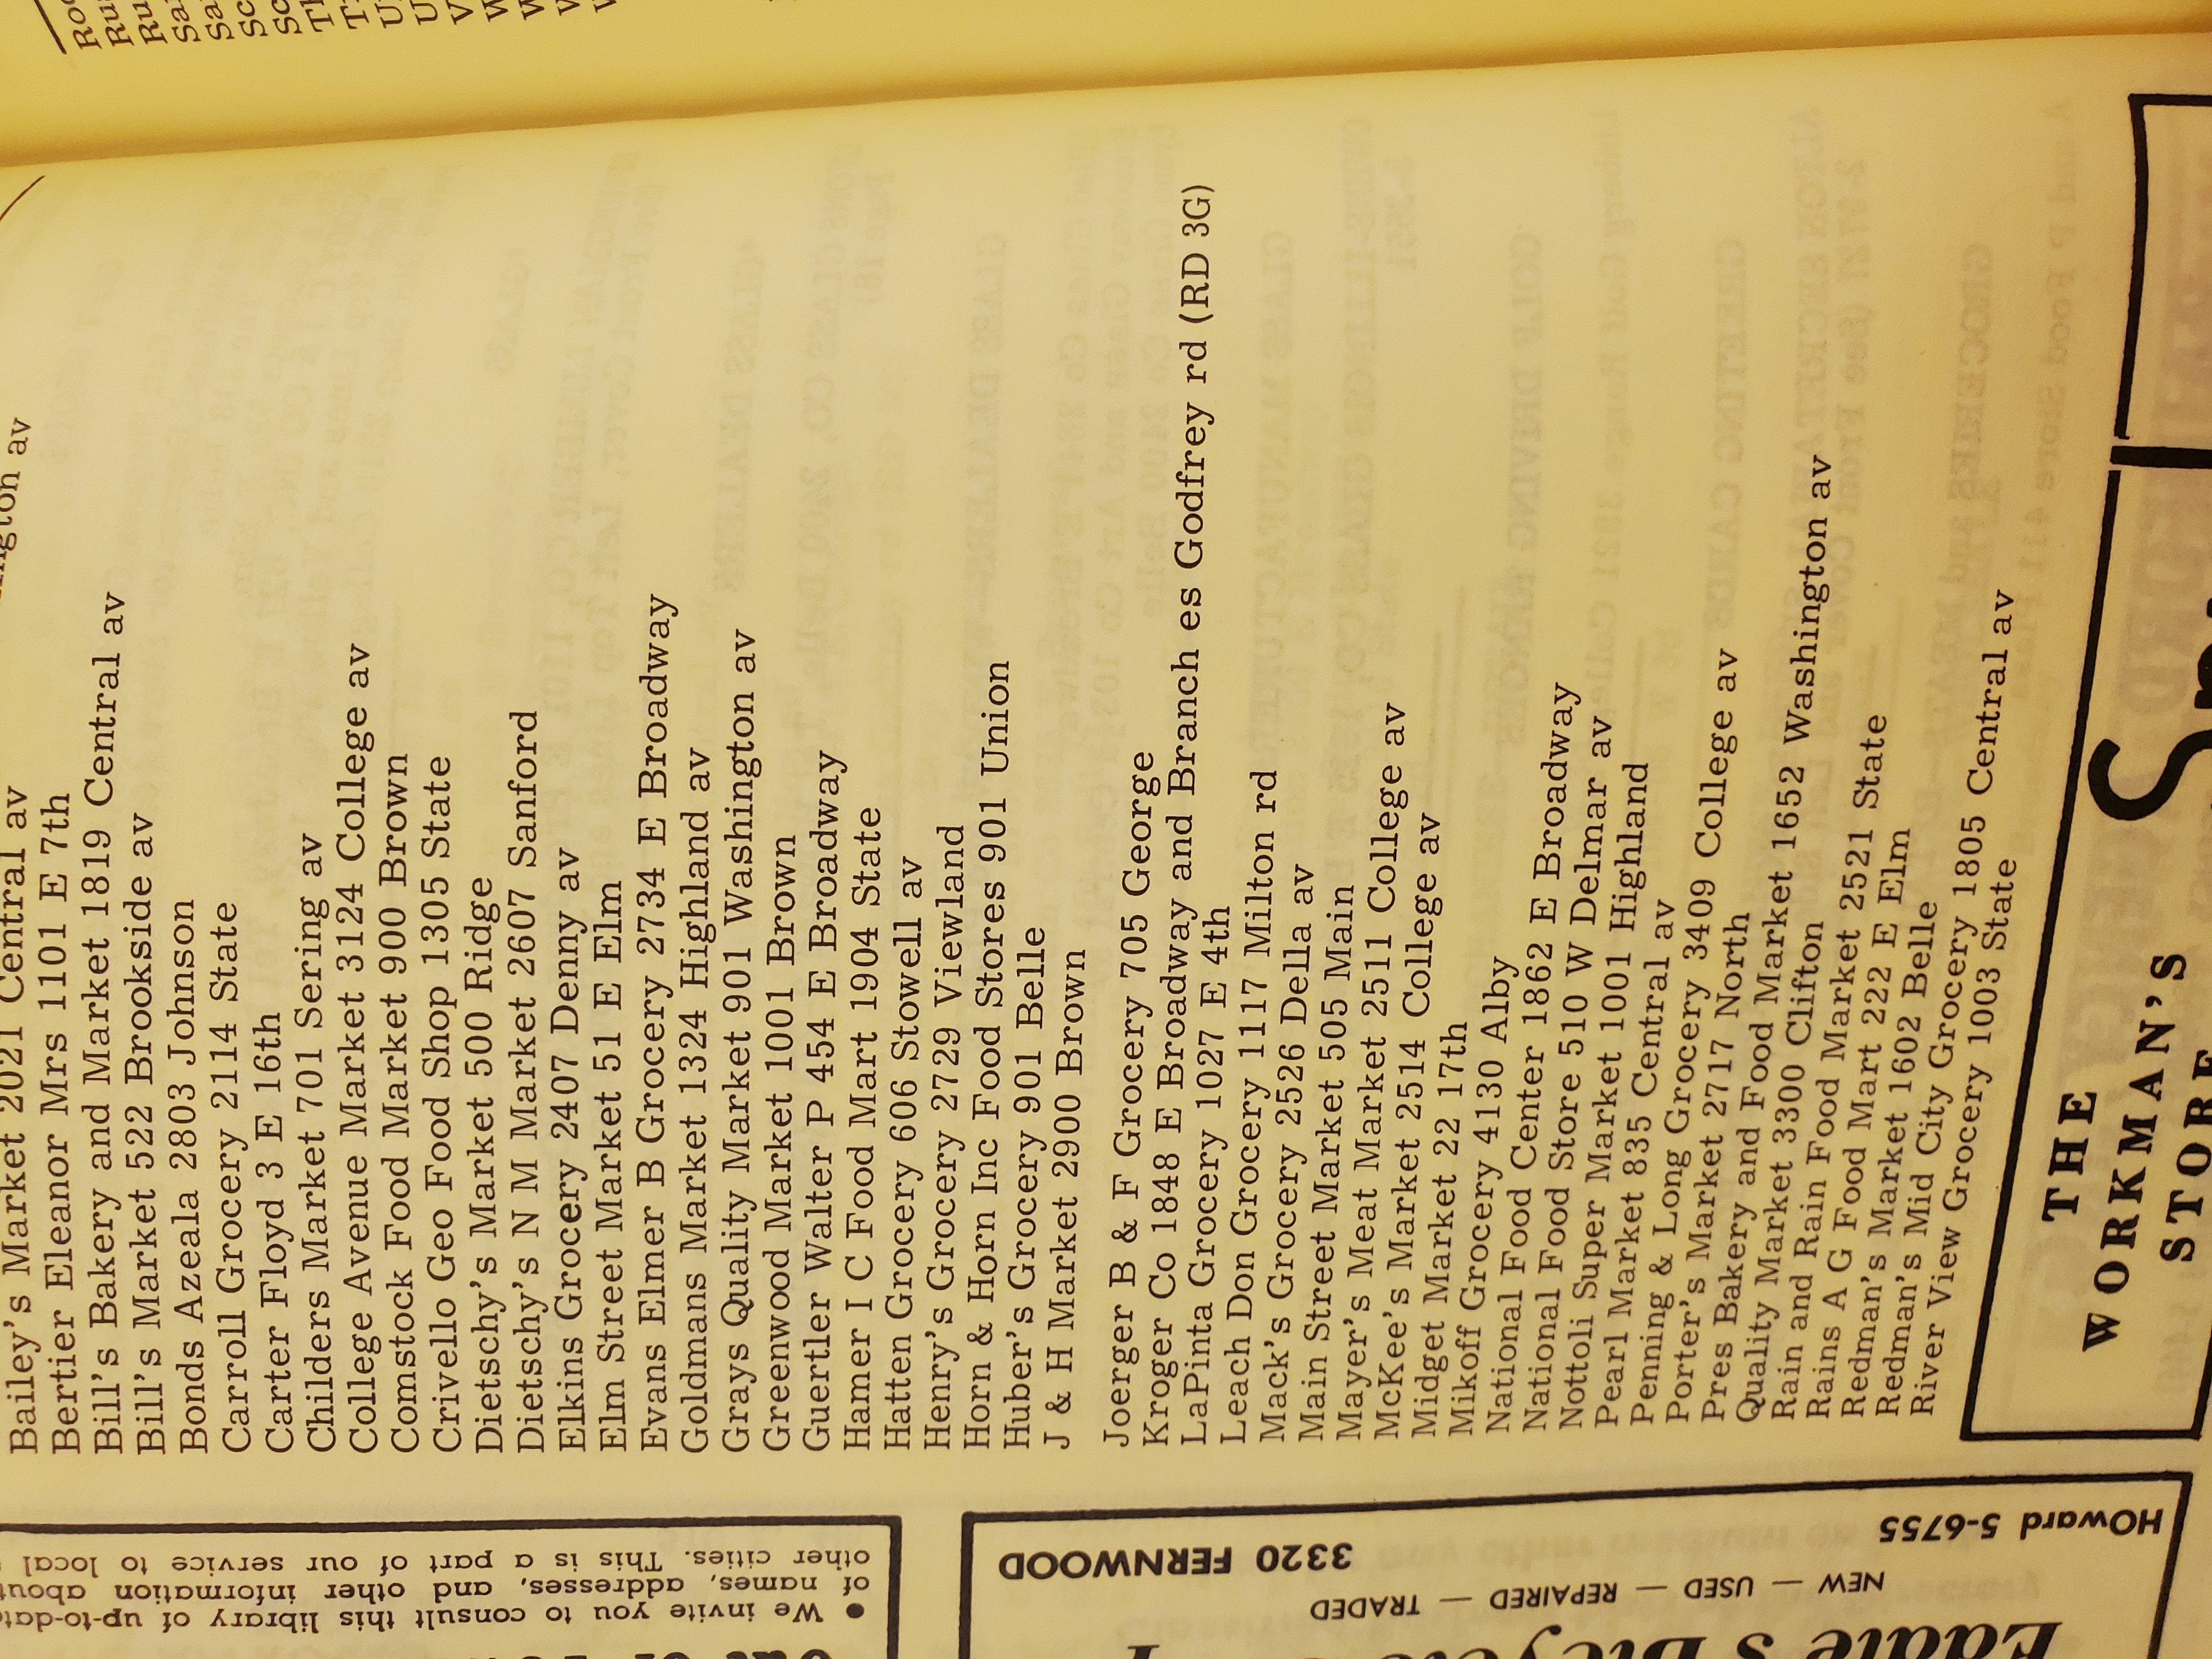 ington av
Bailey's Market 2021 Central av
Bertier Eleanor Mrs 1101 E 7th
Bill's Bakery and Market 1819 Central av
Bill's Market 522 Brookside av
Bonds Azeala 2803 Johnson
Carroll Grocery 2114 State
Carter Floyd 3 E 16th
Childers Market 701 Sering av
College Avenue Market 3124 College av
Comstock Food Market 900 Brown
Crivello Geo Food Shop 1305 State
Dietschy's Market 500 Ridge
Dietschy's N M Market 2607 Sanford
Elkins Grocery 2407 Denny av
Elm Street Market 51 E Elm
Evans Elmer B Grocery 2734 E Broadway
Goldmans Market 1324 Highland av
Grays Quality Market 901 Washington av
Greenwood Market 1001 Brown
Guertler Walter P 454 E Broadway
Hamer I C Food Mart 1904 State
Hatten Grocery 606 Stowell av
Henry's Grocery 2729 Viewland
Horn & Horn Inc Food Stores 901 Union
Huber's Grocery 901 Belle
J & H Market 2900 Brown
Joerger B & F Grocery 705 George
Kroger Co 1848 E Broadway and Branch es Godfrey rd (RD 3G)
LaPinta Grocery 1027 E 4th
Leach Don Grocery 1117 Milton rd
Mack's Grocery 2526 Della av
Main Street Market 505 Main
Mayer's Meat Market 2511 College av
McKee's Market 2514 College av
Midget Market 22 17th
Mikoff Grocery 4130 Alby
National Food Center 1862 E Broadway
National Food Store 510 W Delmar av
Nottoli Super Market 1001 Highland
Pearl Market 835 Central av
Penning & Long Grocery 3409 College av
Porter's Market 2717 North
Pres Bakery and Food Market 1652 Washington av
Quality Market 3300 Clifton
Rain and Rain Food Market 2521 State
Rains A G Food Mart 222 E Elm
Redman's Market 1602 Belle
Redman's Mid City Grocery 1805 Central av
River View Grocery 1003 State
THE
WORKMAN'S
STORE
HOward 5-6755
3320 FERNWOOD
NEW — USED — REPAIRED — TRADED
Eddie's Bicycle
• We invite you to consult this library of up-to-dat
of names, addresses, and other information about
other cities. This is a part of our service to local